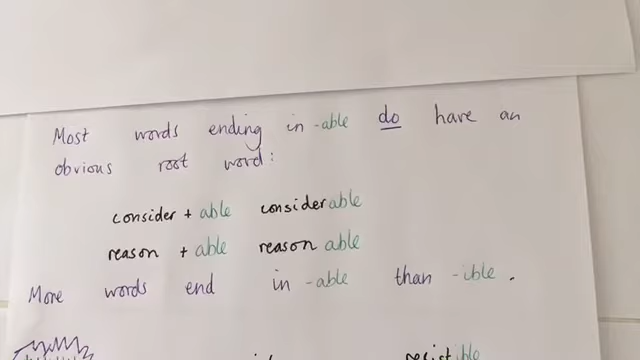 Most words ending in -able do have an
obvious root word:
consider + able considerable
reason + able reason able
More words end in -able than -ible.
resistible